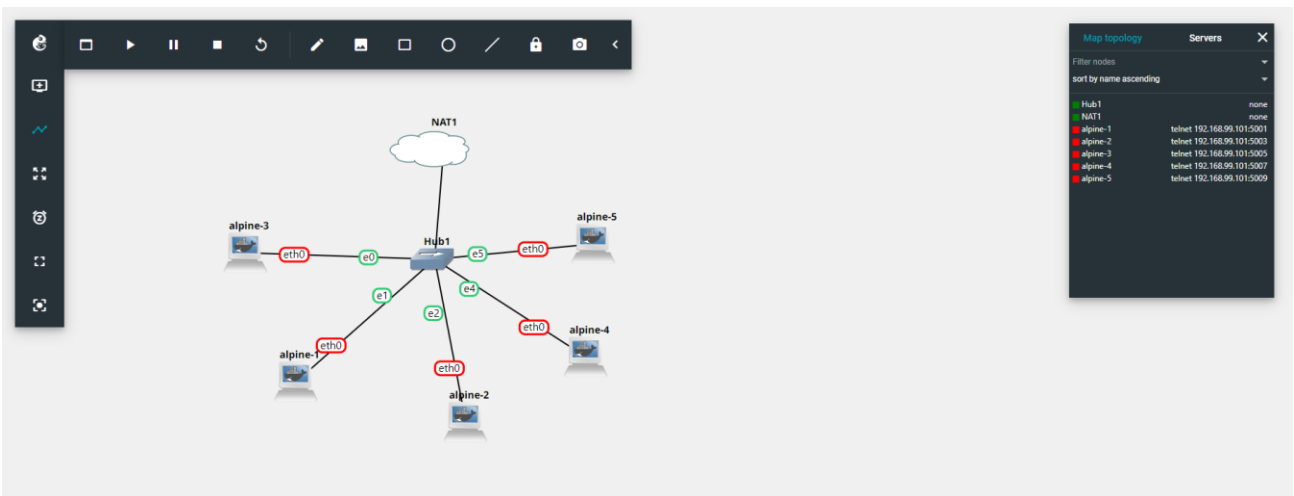 Map topology Servers
Filter nodes
sort by name ascending
Hub1 none
NAT1 none
alpine-1 telnet 192.168.99.101:5001
alpine-2 telnet 192.168.99.101:5003
alpine-3 telnet 192.168.99.101:5005
alpine-4 telnet 192.168.99.101:5007
alpine-5 telnet 192.168.99.101:5009
NAT1
alpine-3
alpine-5
Hub1
eth0 e0 e5 eth0
e1 e4
e2
eth0 alpine-4
eth0
alpine-1
eth0
alpine-2